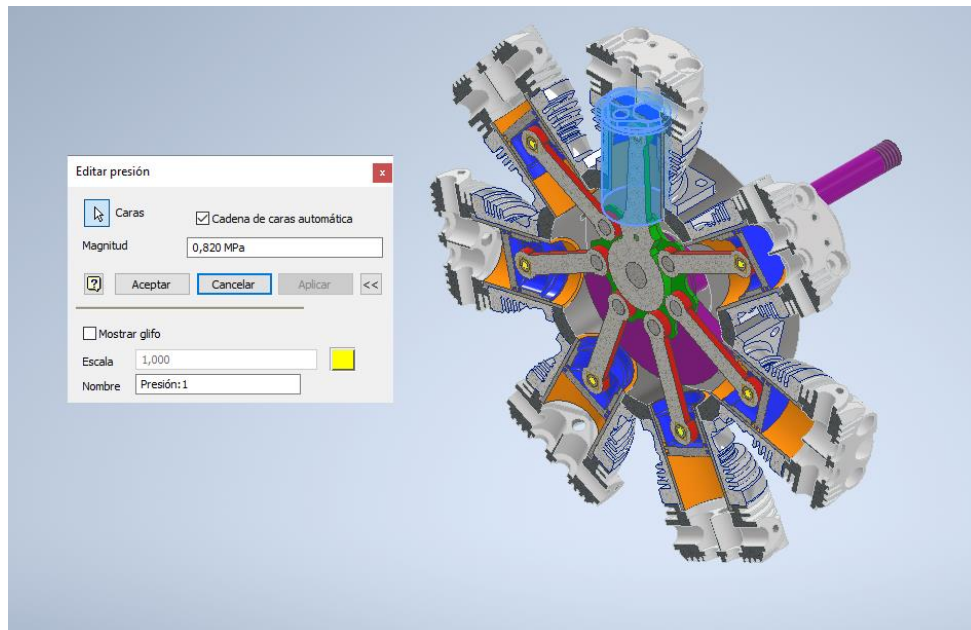 Editar presión
x
Caras
Cadena de caras automática
Magnitud
0,820 MPa
?
Aceptar
Cancelar
Aplicar
<<
Mostrar glifo
Escala
1,000
Nombre
Presión:1